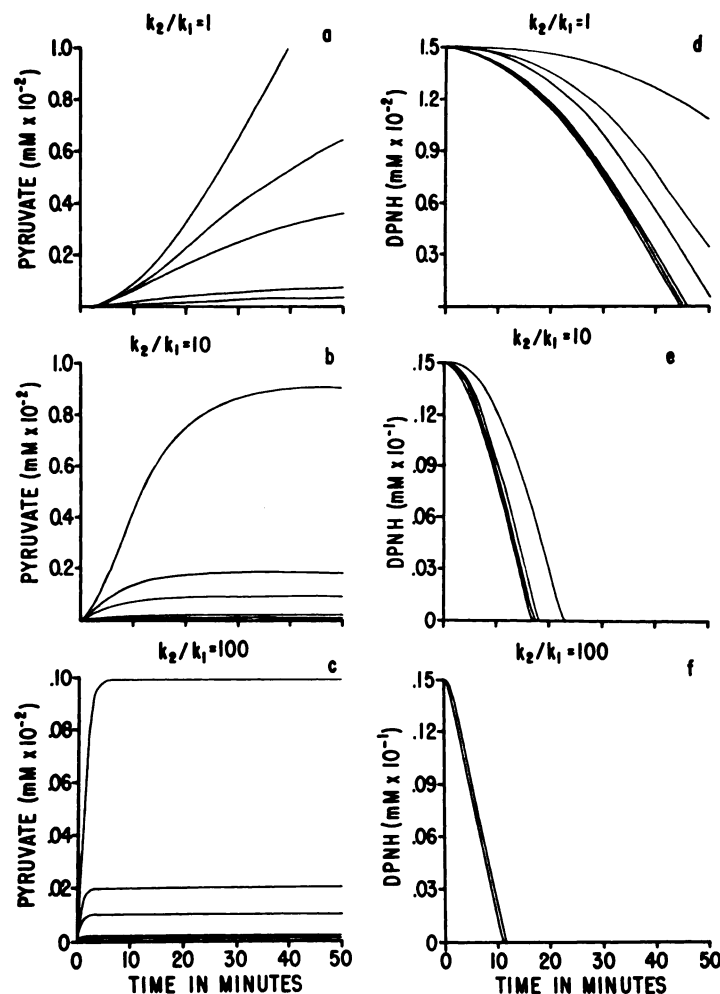 k₂/k₁=1
a
1.0
0.8
0.6
0.4
0.2
PYRUVATE (mM x 10⁻²)
k₂/k₁=1
d
1.5
1.2
0.9
0.6
0.3
DPNH (mM x 10⁻²)
k₂/k₁=10
b
1.0
0.8
0.6
0.4
0.2
PYRUVATE (mM x 10⁻²)
k₂/k₁=10
e
.15
.12
.09
.06
.03
0
DPNH (mM x 10⁻¹)
k₂/k₁=100
c
.10
.08
.06
.04
.02
0
PYRUVATE (mM x 10⁻²)
0 10 20 30 40 50
TIME IN MINUTES
k₂/k₁=100
f
.15
.12
.09
.06
.03
0
DPNH (mM x 10⁻¹)
0 10 20 30 40 50
TIME IN MINUTES